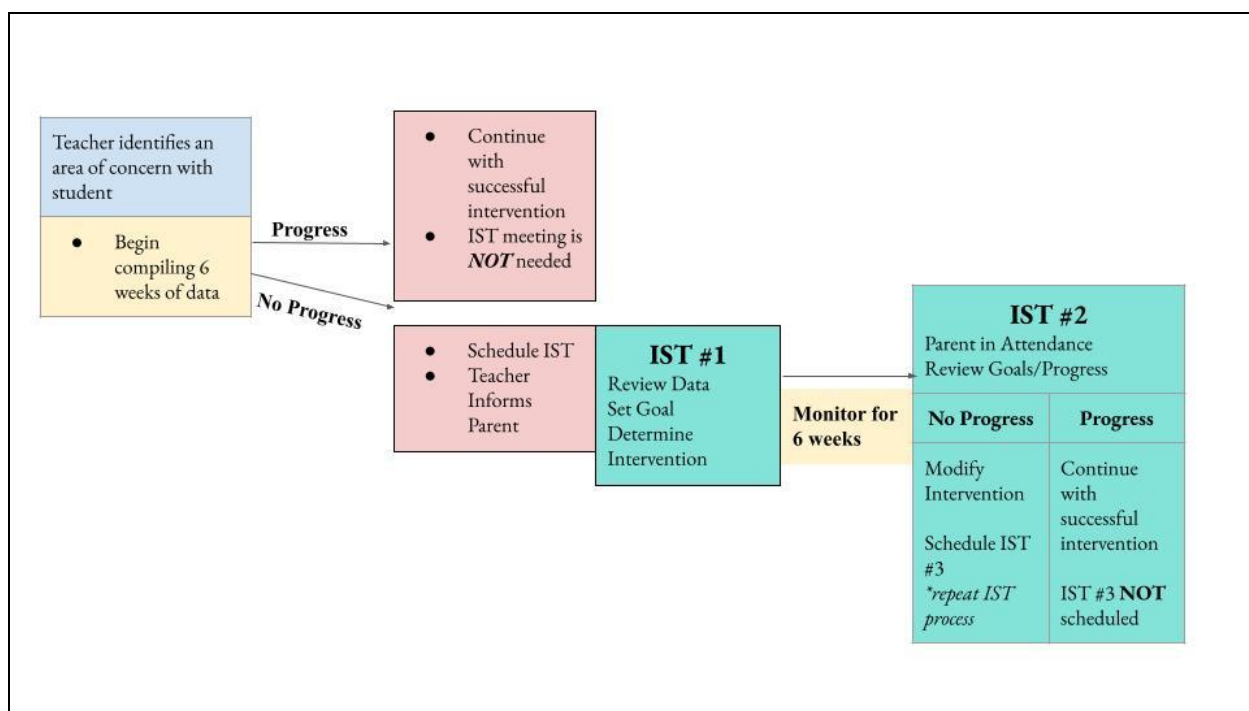 Teacher identifies an
area of concern with
student
● Begin
compiling 6
weeks of data
Progress
No Progress
● Continue
with
successful
intervention
● IST meeting is
NOT needed
● Schedule IST
● Teacher
Informs
Parent
IST #1
Review Data
Set Goal
Determine
Intervention
Monitor for
6 weeks
IST #2
Parent in Attendance
Review Goals/Progress
No Progress
Modify
Intervention
Schedule IST
#3
*repeat IST
process
Progress
Continue
with
successful
intervention
IST #3 NOT
scheduled